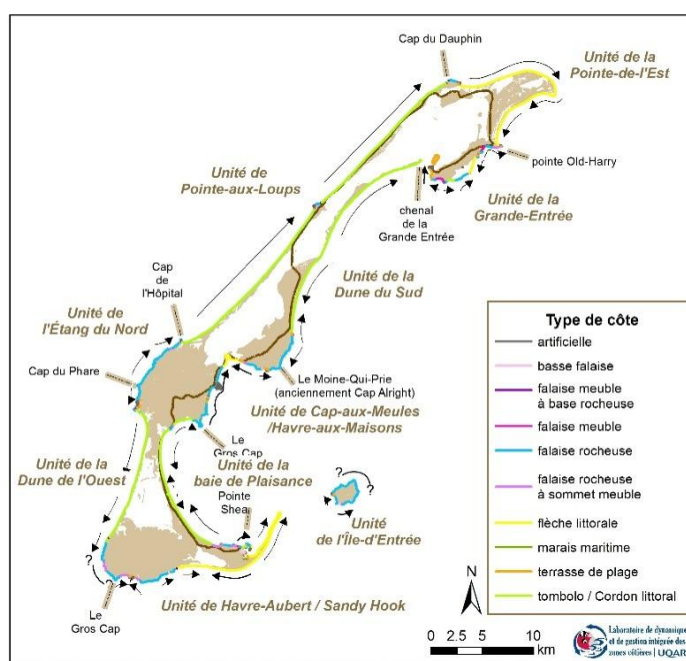 Cap du Dauphin
Unité de la
Pointe-de-l'Est
pointe Old-Harry
Unité de
Pointe-aux-Loups
Unité de la
Grande-Entrée
chenal
de la
Grande Entrée
Cap
de
l'Hôpital
Unité de la
Dune du Sud
Unité de
l'Étang du Nord
Cap du Phare
Le Moine-Qui-Prie
(anciennement Cap Alright)
Unité de Cap-aux-Meules
/Havre-aux-Maisons
Le
Gros Cap
Unité de la
Dune de l'Ouest
Unité de la
baie de Plaisance
Pointe
Shea
?
?
Unité
de l'Île-d'Entrée
?
Le
Gros Cap
Unité de Havre-Aubert / Sandy Hook
Type de côte
artificielle
basse falaise
falaise meuble
à base rocheuse
falaise meuble
falaise rocheuse
falaise rocheuse
à sommet meuble
flèche littorale
marais maritime
terrasse de plage
tombolo / Cordon littoral
N
0 2.5 5 10
km
Laboratoire de dynamique
et de gestion intégrée des
zones côtières | UQAR